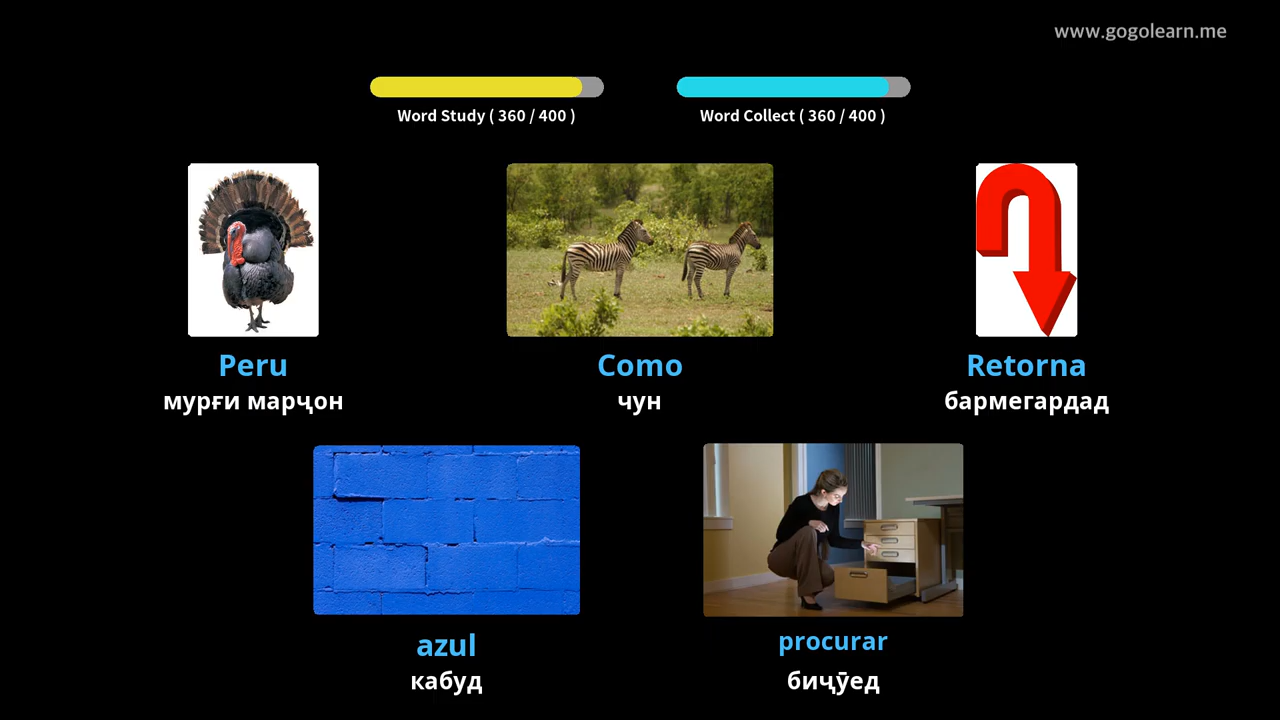 www.gogolearn.me
Word Study ( 360 / 400 )
Word Collect ( 360 / 400 )
Peru
мурғи марҷон
Como
чун
Retorna
бармегардад
azul
кабуд
procurar
биҷӯед